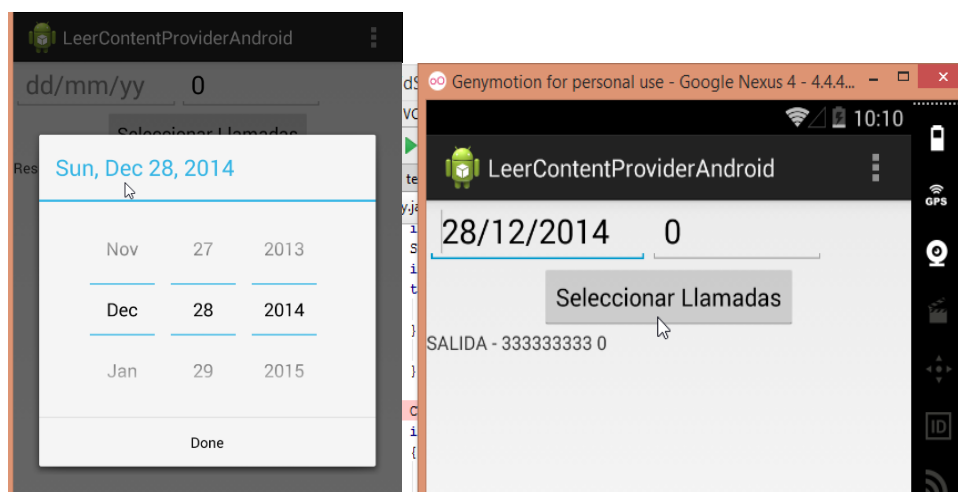 LeerContentProviderAndroid
dd/mm/yy 0
Seleccionar Llamadas
Res
Sun, Dec 28, 2014
Nov 27 2013
Dec 28 2014
Jan 29 2015
Done
te
Genymotion for personal use - Google Nexus 4 - 4.4.4...
10:10
LeerContentProviderAndroid
28/12/2014 0
Seleccionar Llamadas
SALIDA - 333333333 0
GPS
ID